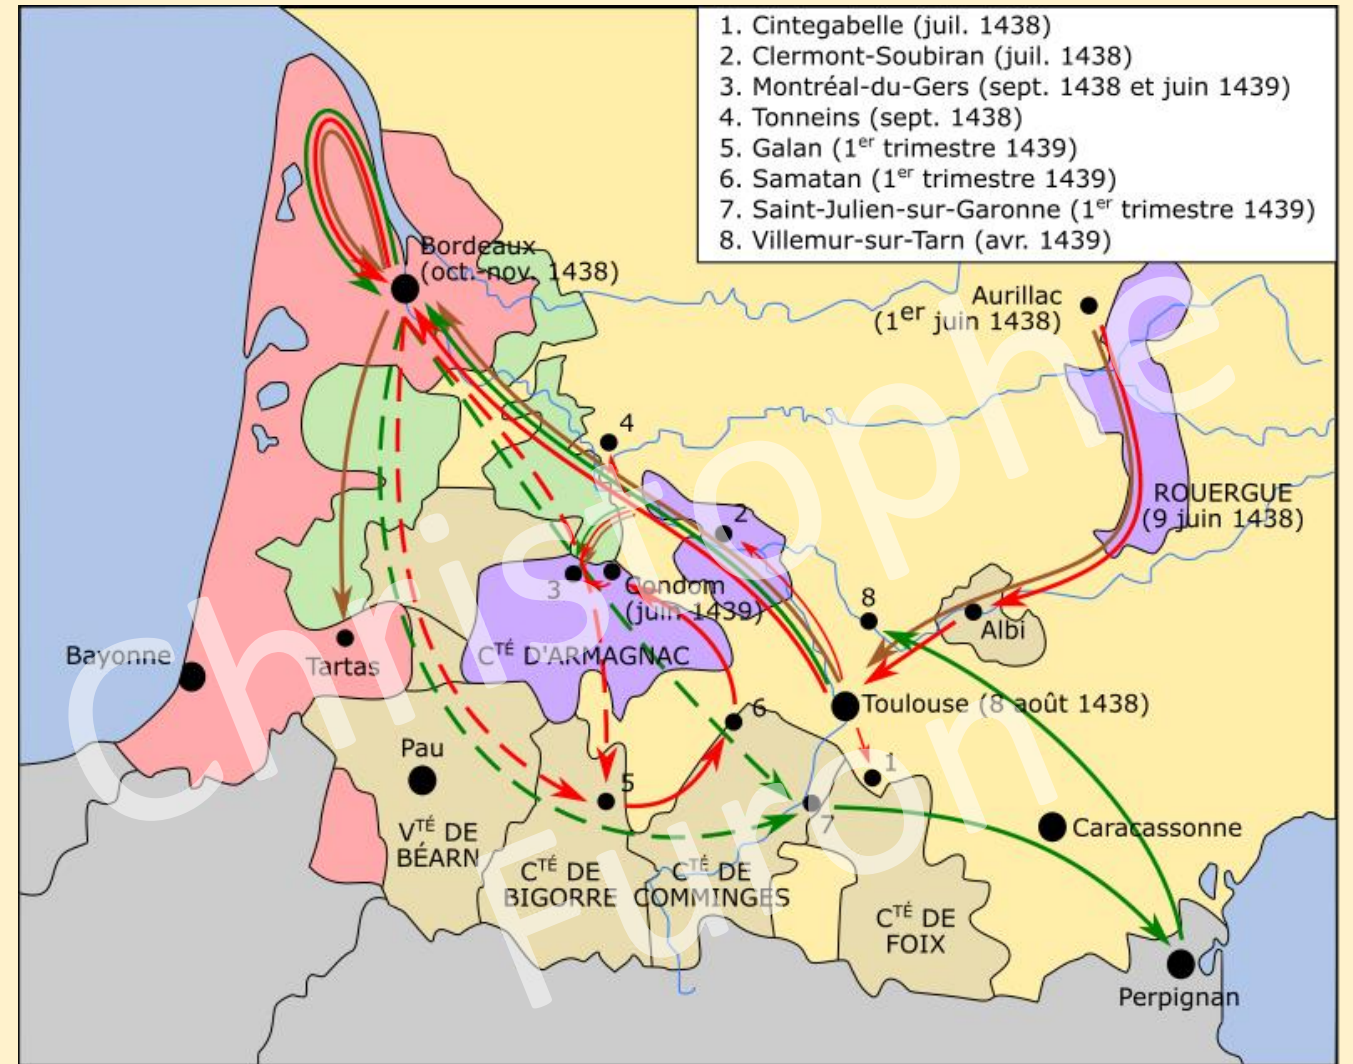 1. Cintegabelle (juil. 1438)
2. Clermont-Soubiran (juil. 1438)
3. Montréal-du-Gers (sept. 1438 et juin 1439)
4. Tonneins (sept. 1438)
5. Galan (1er trimestre 1439)
6. Samatan (1er trimestre 1439)
7. Saint-Julien-sur-Garonne (1er trimestre 1439)
8. Villemur-sur-Tarn (avr. 1439)
Bordeaux
(oct.-nov. 1438)
Aurillac
(1er juin 1438)
4
ROUERGUE
(9 juin 1438)
2
3
Condom
(juin 1439)
8
Albi
Bayonne
Tartas
CTÉ D'ARMAGNAC
Toulouse (8 août 1438)
6
Pau
5
1
7
Caracassonne
VTÉ DE
BÉARN
CTÉ DE
BIGORRE
CTÉ DE
COMMINGES
CTÉ DE
FOIX
Perpignan
Christophe
Furon